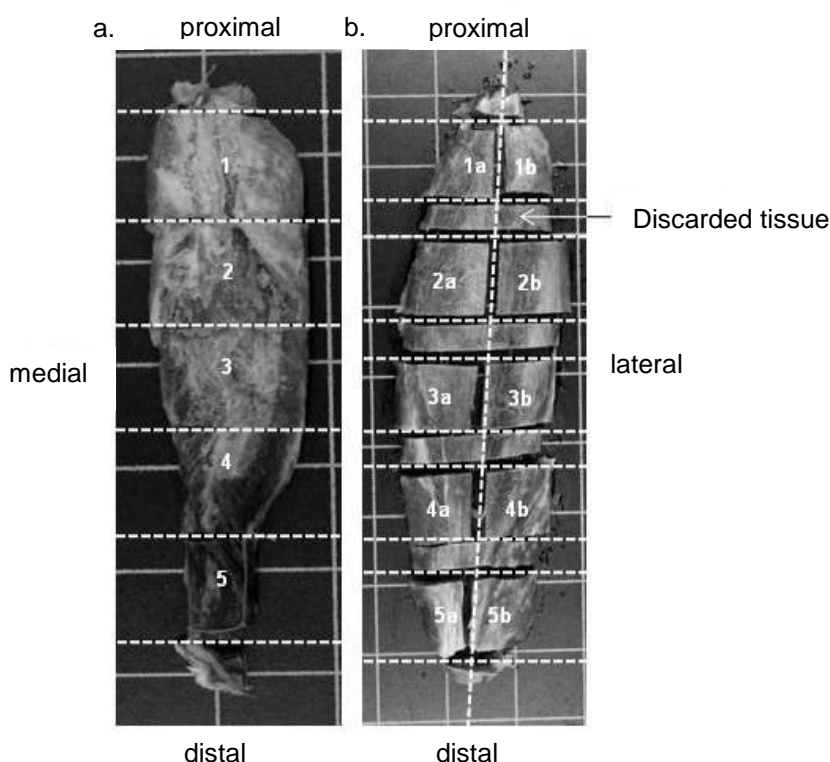 a. proximal b. proximal
1
1a 1b
Discarded tissue
2
2a 2b
medial
3
lateral
3a 3b
4
4a 4b
5
5a 5b
distal distal